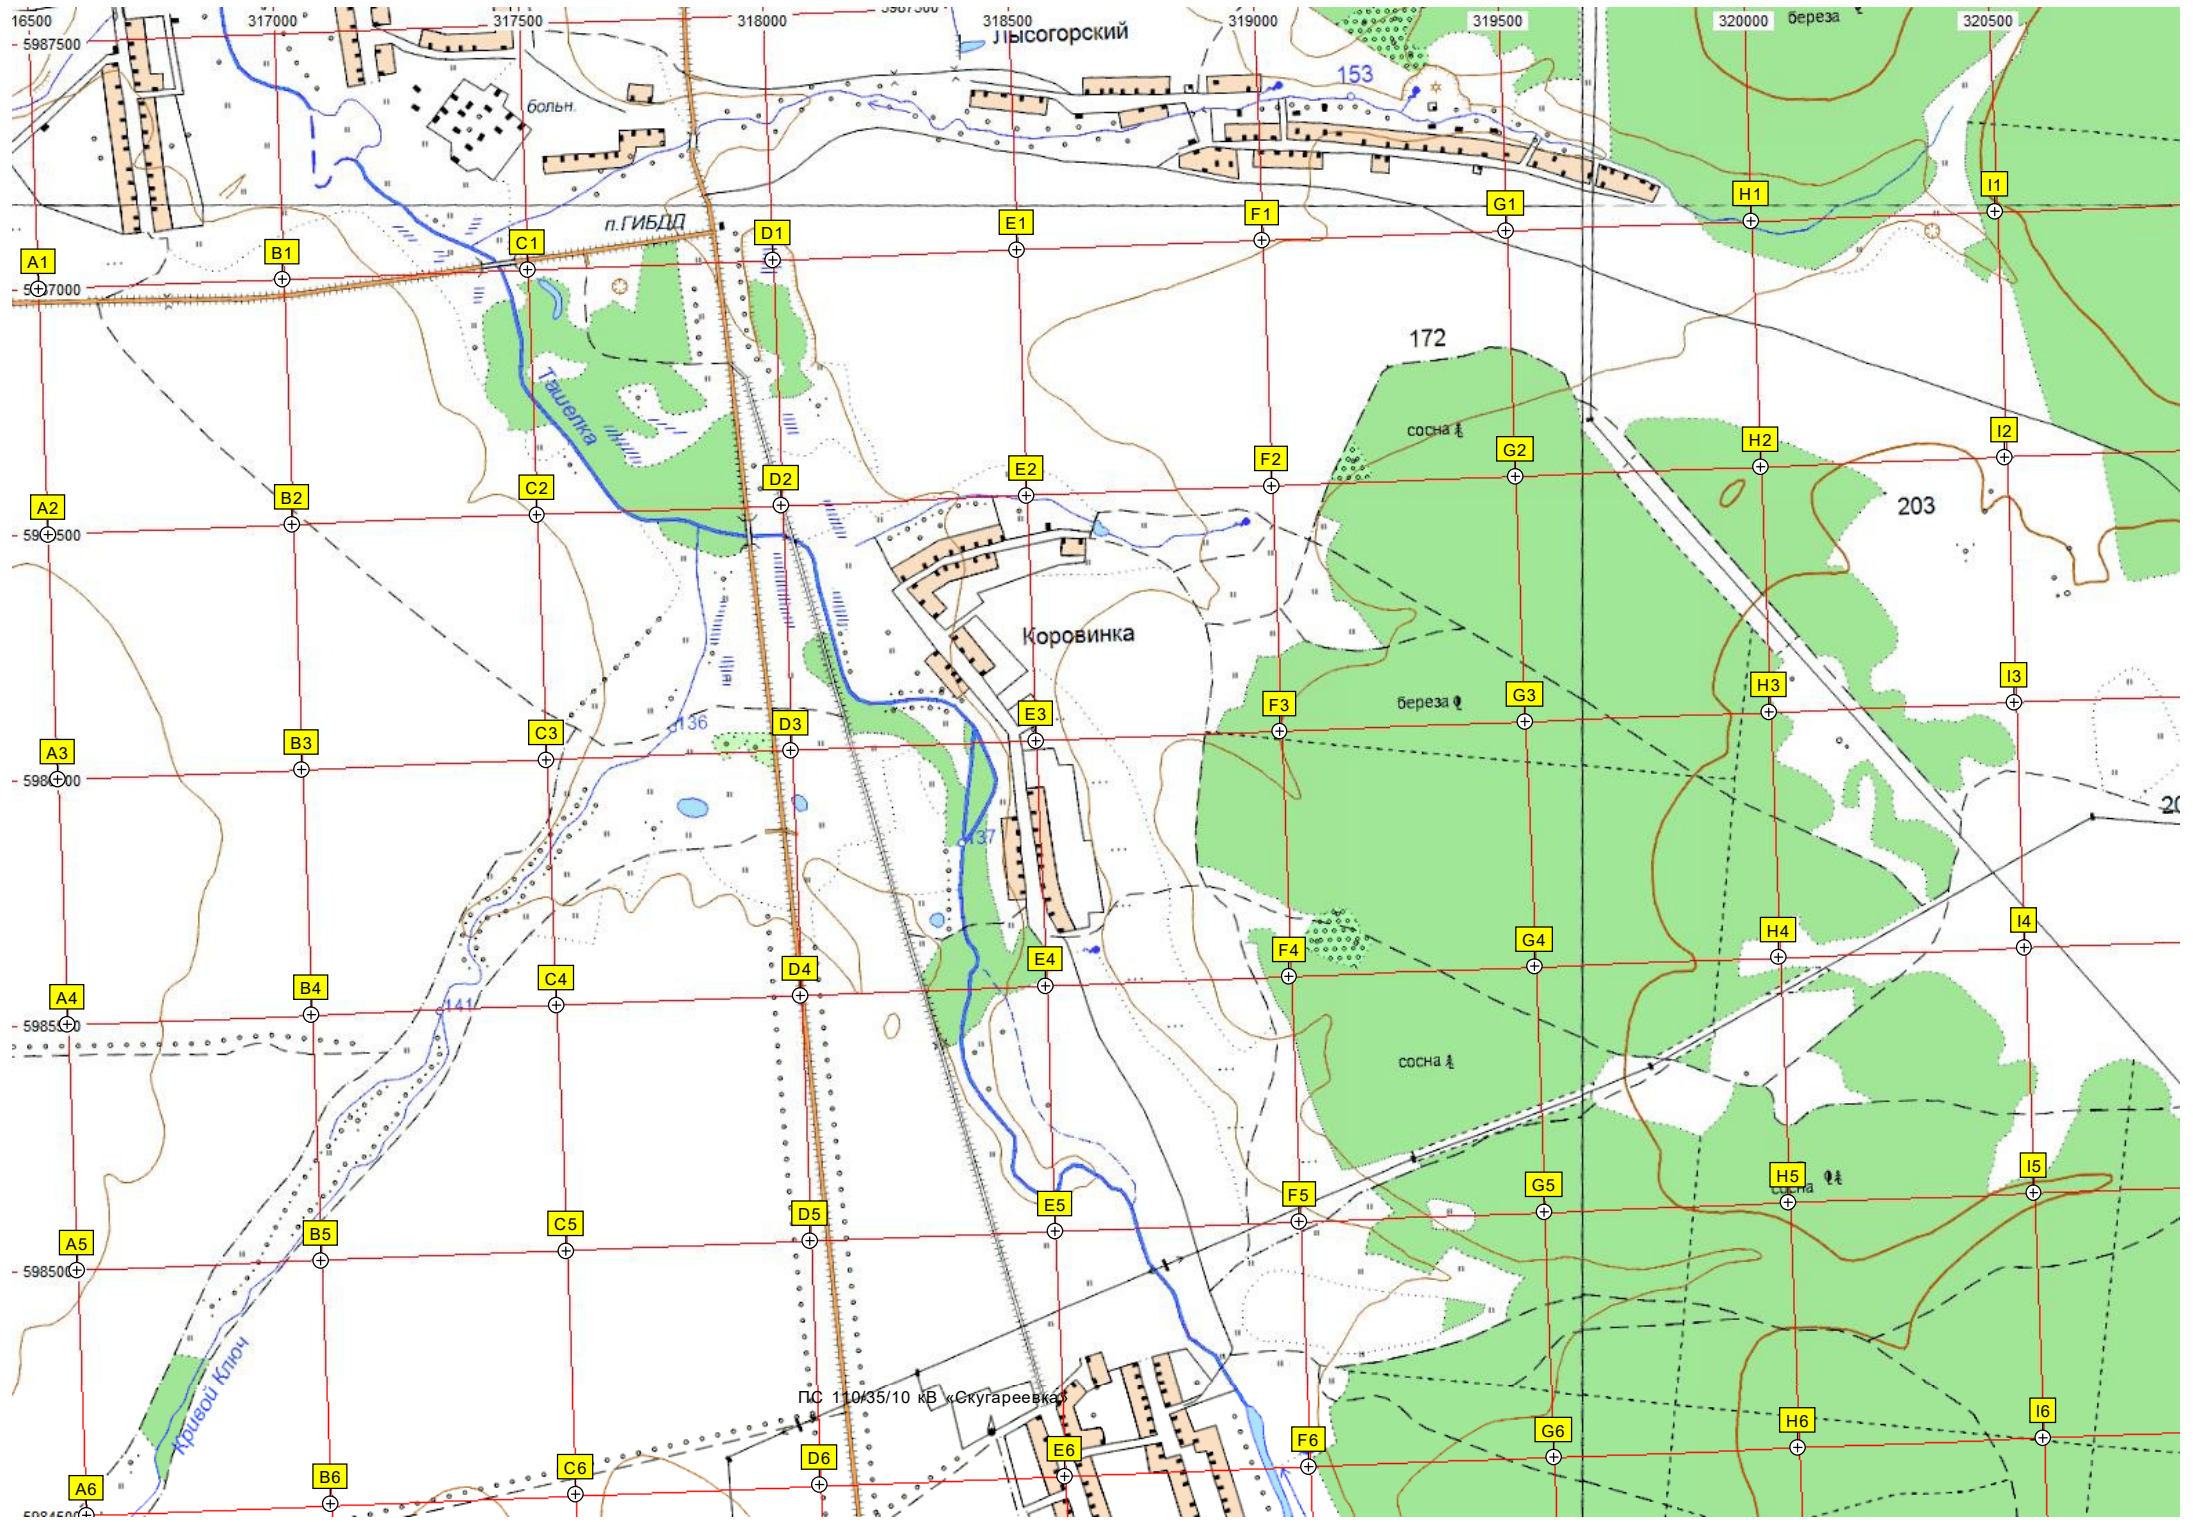 16500 317000 317500 318000 318500 319000 319500 320000 320500
береза
5987500
Лысогорский
153
больн.
п.ГИБДД
A1 B1 C1 D1 E1 F1 G1 H1 I1
172
Ташелка
сосна
A2 B2 C2 D2 E2 F2 G2 H2 I2
203
Коровинка
береза
136
A3 B3 C3 D3 E3 F3 G3 H3 I3
20
137
A4 B4 C4 D4 E4 F4 G4 H4 I4
141
сосна
A5 B5 C5 D5 E5 F5 G5 H5 I5
сосна
Кривой Ключ
ПС 110/35/10 кВ «Скугареевка»
A6 B6 C6 D6 E6 F6 G6 H6 I6